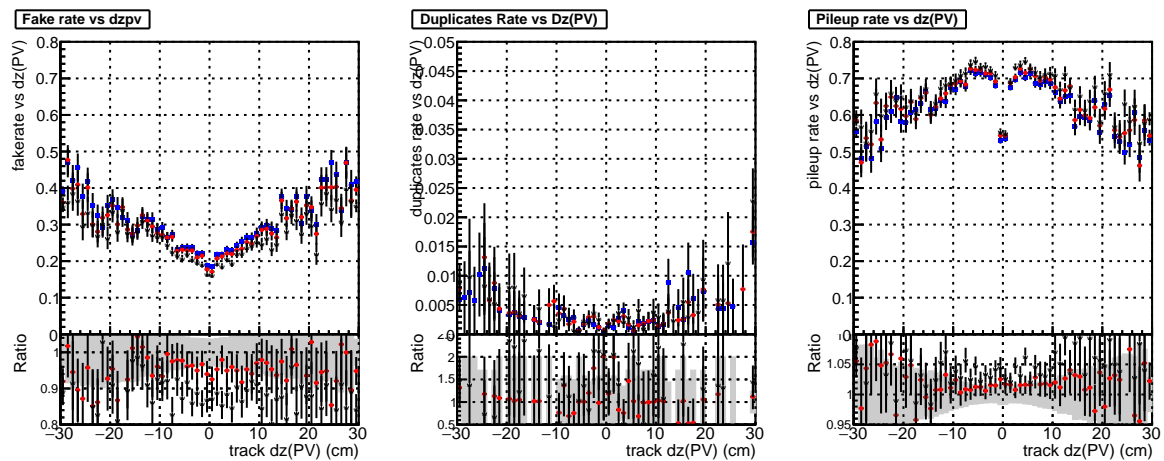 Fake rate vs dzpv
fakerate vs dz(PV)
0.8
0.7
0.6
0.5
0.4
0.3
0.2
0.1
0
Ratio
1
0.9
0.8
−30 −20 −10 0 10 20 30
track dz(PV) (cm)
Duplicates Rate vs Dz(PV)
duplicates rate vs dz(PV)
0.05
0.045
0.04
0.035
0.03
0.025
0.02
0.015
0.01
0.005
0
Ratio
2
1.5
1
0.5
−30 −20 −10 0 10 20 30
track dz(PV) (cm)
Pileup rate vs dz(PV)
pileup rate vs dz(PV)
0.8
0.7
0.6
0.5
0.4
0.3
0.2
0.1
0
Ratio
1.05
1
0.95
−30 −20 −10 0 10 20 30
track dz(PV) (cm)